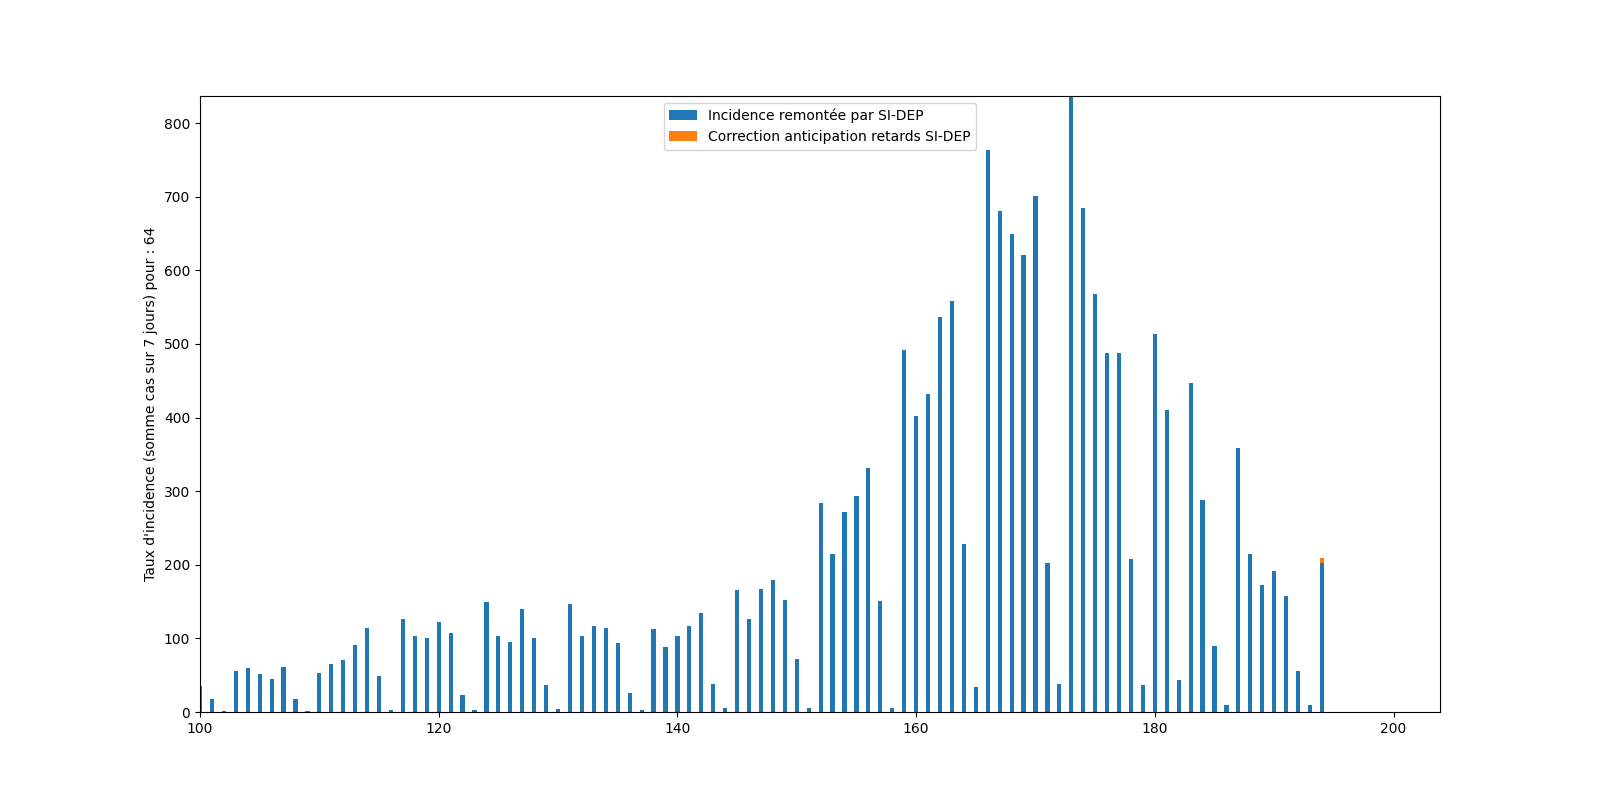 Incidence remontée par SI-DEP
Correction anticipation retards SI-DEP
Taux d'incidence (somme cas sur 7 jours) pour : 64
800
700
600
500
400
300
200
100
0
100 120 140 160 180 200